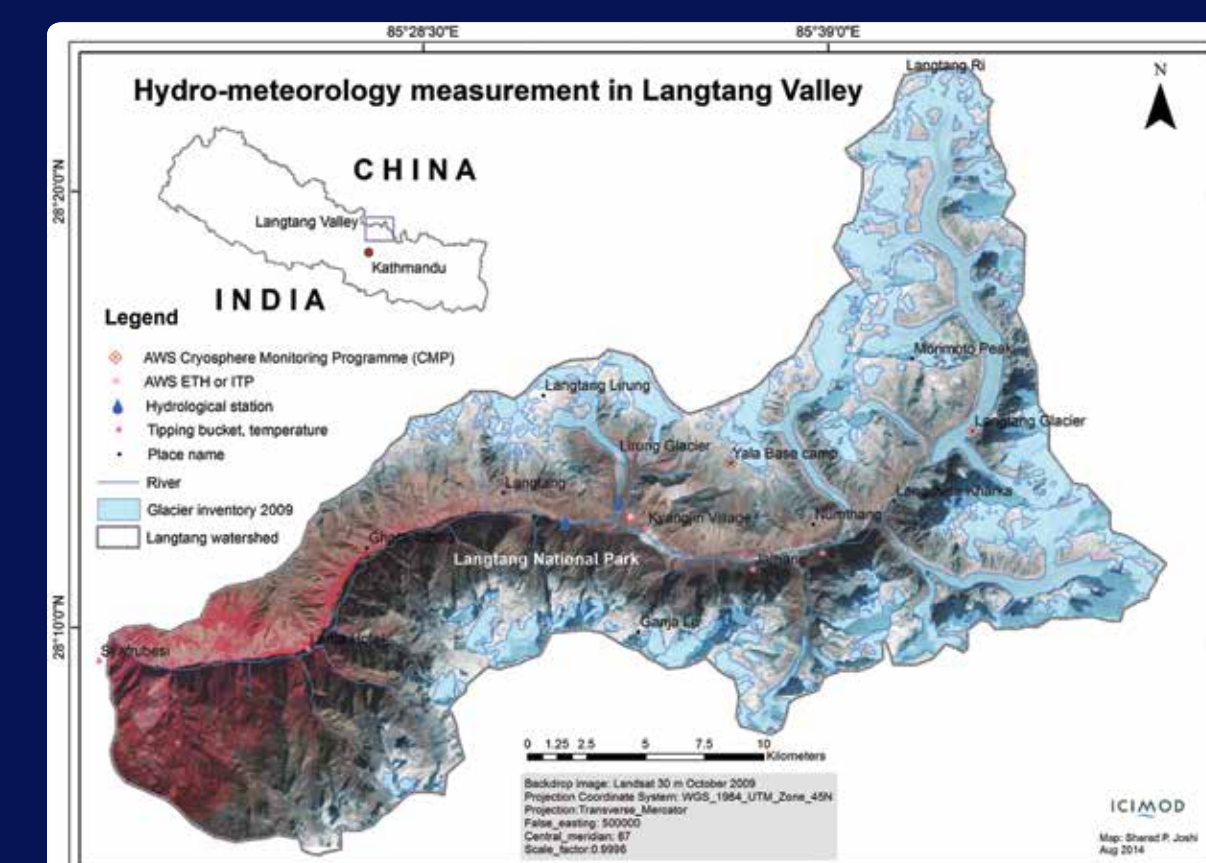 85°28'30"E
85°39'0"E
Hydro-meteorology measurement in Langtang Valley
N
28°20'0"N
28°10'0"N
CHINA
Langtang Valley
Kathmandu
INDIA
Legend
AWS Cryosphere Monitoring Programme (CMP)
AWS ETH or ITP
Hydrological station
Tipping bucket, temperature
Place name
River
Glacier inventory 2009
Langtang watershed
Langtang Ri
Morimoto Peak
Langtang Lirung
Langtang Glacier
Lirung Glacier
Yala Base camp
Langtang
Kyangjin Village
Numthang
Langtang National Park
Ganja La
0 1.25 2.5 5 7.5 10
Kilometers
Backdrop image: Landsat 30 m October 2009
Projection Coordinate System: WGS_1984_UTM_Zone_45N
Projection:Transverse_Mercator
False_easting: 500000
Central_meridian: 87
Scale_factor:0.9996
ICIMOD
Map: Sharad P. Joshi
Aug 2014